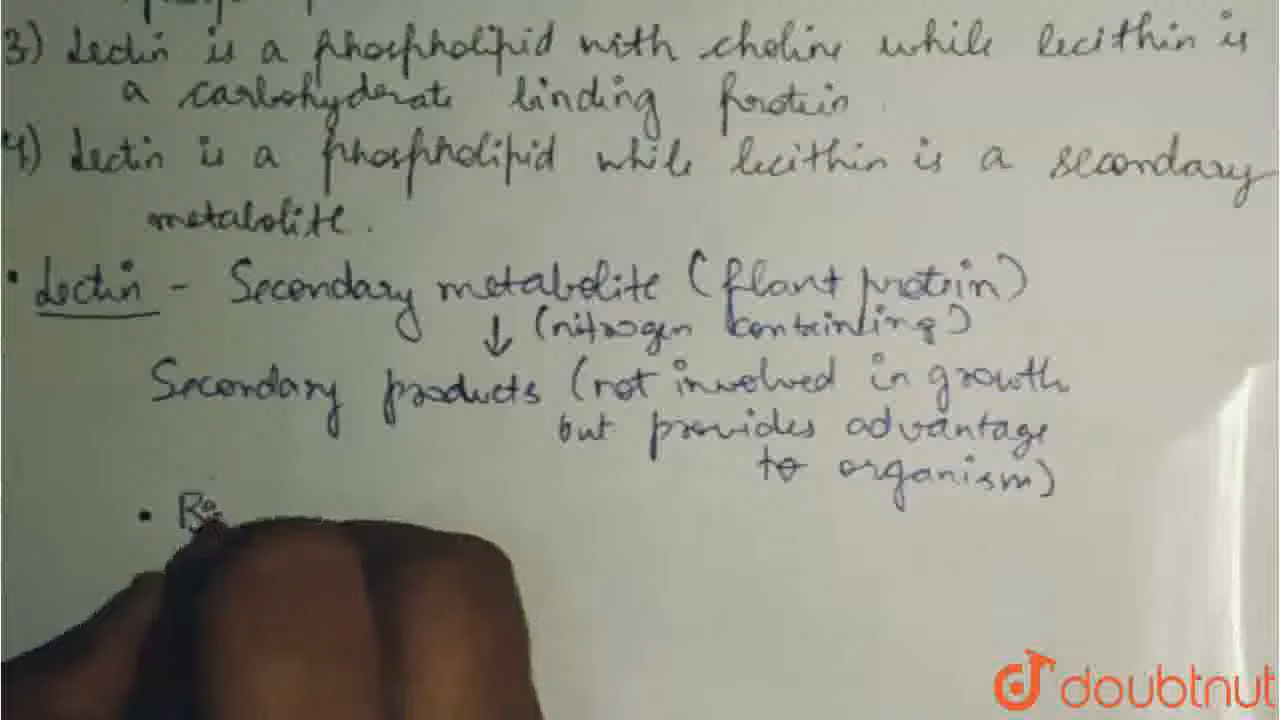 3) Lectin is a phospholipid with choline while lecithin is
a carbohyderate binding protein.
4) Lectin is a phospholipid while lecithin is a secondary
metabolite.
• Lectin - Secondary metabolite (plant protein)
↓ (nitrogen containing)
Secondary products (not involved in growth
but provides advantage
to organism)
•
doubtnut